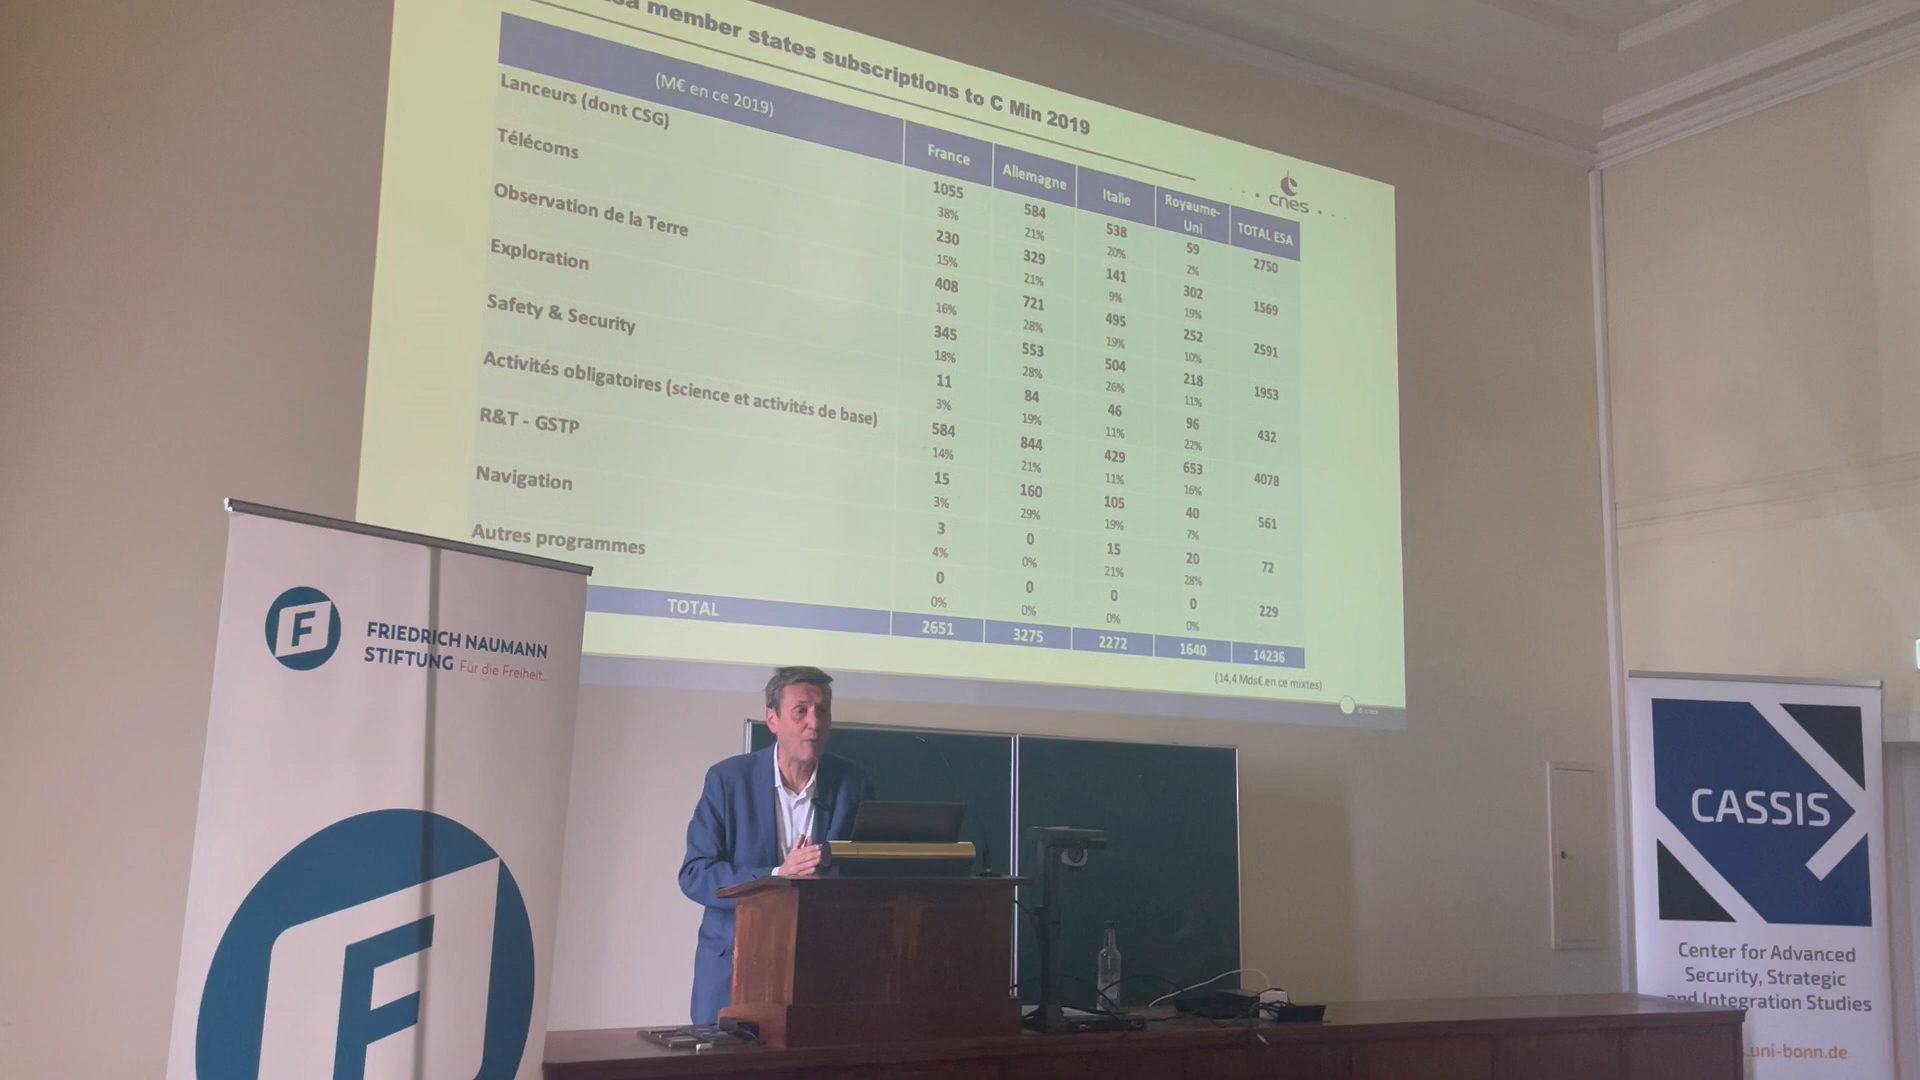 member states subscriptions to C Min 2019
cnes
(M€ en ce 2019) France Allemagne Italie Royaume-Uni TOTAL ESA
Lanceurs (dont CSG) 1055 584 538 59 2750
38% 21% 20% 2%
Télécoms 230 329 141 302 1569
15% 21% 9% 19%
Observation de la Terre 408 721 495 252 2591
16% 28% 19% 10%
Exploration 345 553 504 218 1953
18% 28% 26% 11%
Safety & Security 11 84 46 96 432
3% 19% 11% 22%
Activités obligatoires (science et activités de base) 584 844 429 653 4078
14% 21% 11% 16%
R&T - GSTP 15 160 105 40 561
3% 29% 19% 7%
Navigation 3 0 15 20 72
4% 0% 21% 28%
Autres programmes 0 0 0 0 229
0% 0% 0% 0%
TOTAL 2651 3275 2272 1640 14236
(14,4 Mds€ en ce mixtes)
F
FRIEDRICH NAUMANN
STIFTUNG Für die Freiheit.
F
CASSIS
Center for Advanced
Security, Strategic
and Integration Studies
.uni-bonn.de